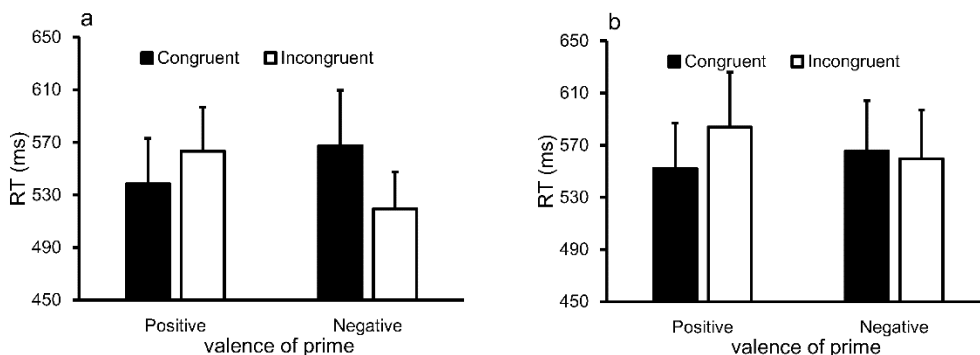 a
650
Congruent Incongruent
610
570
530
490
450
RT (ms)
Positive Negative
valence of prime
b
650
Congruent Incongruent
610
570
530
490
450
RT (ms)
Positive Negative
valence of prime